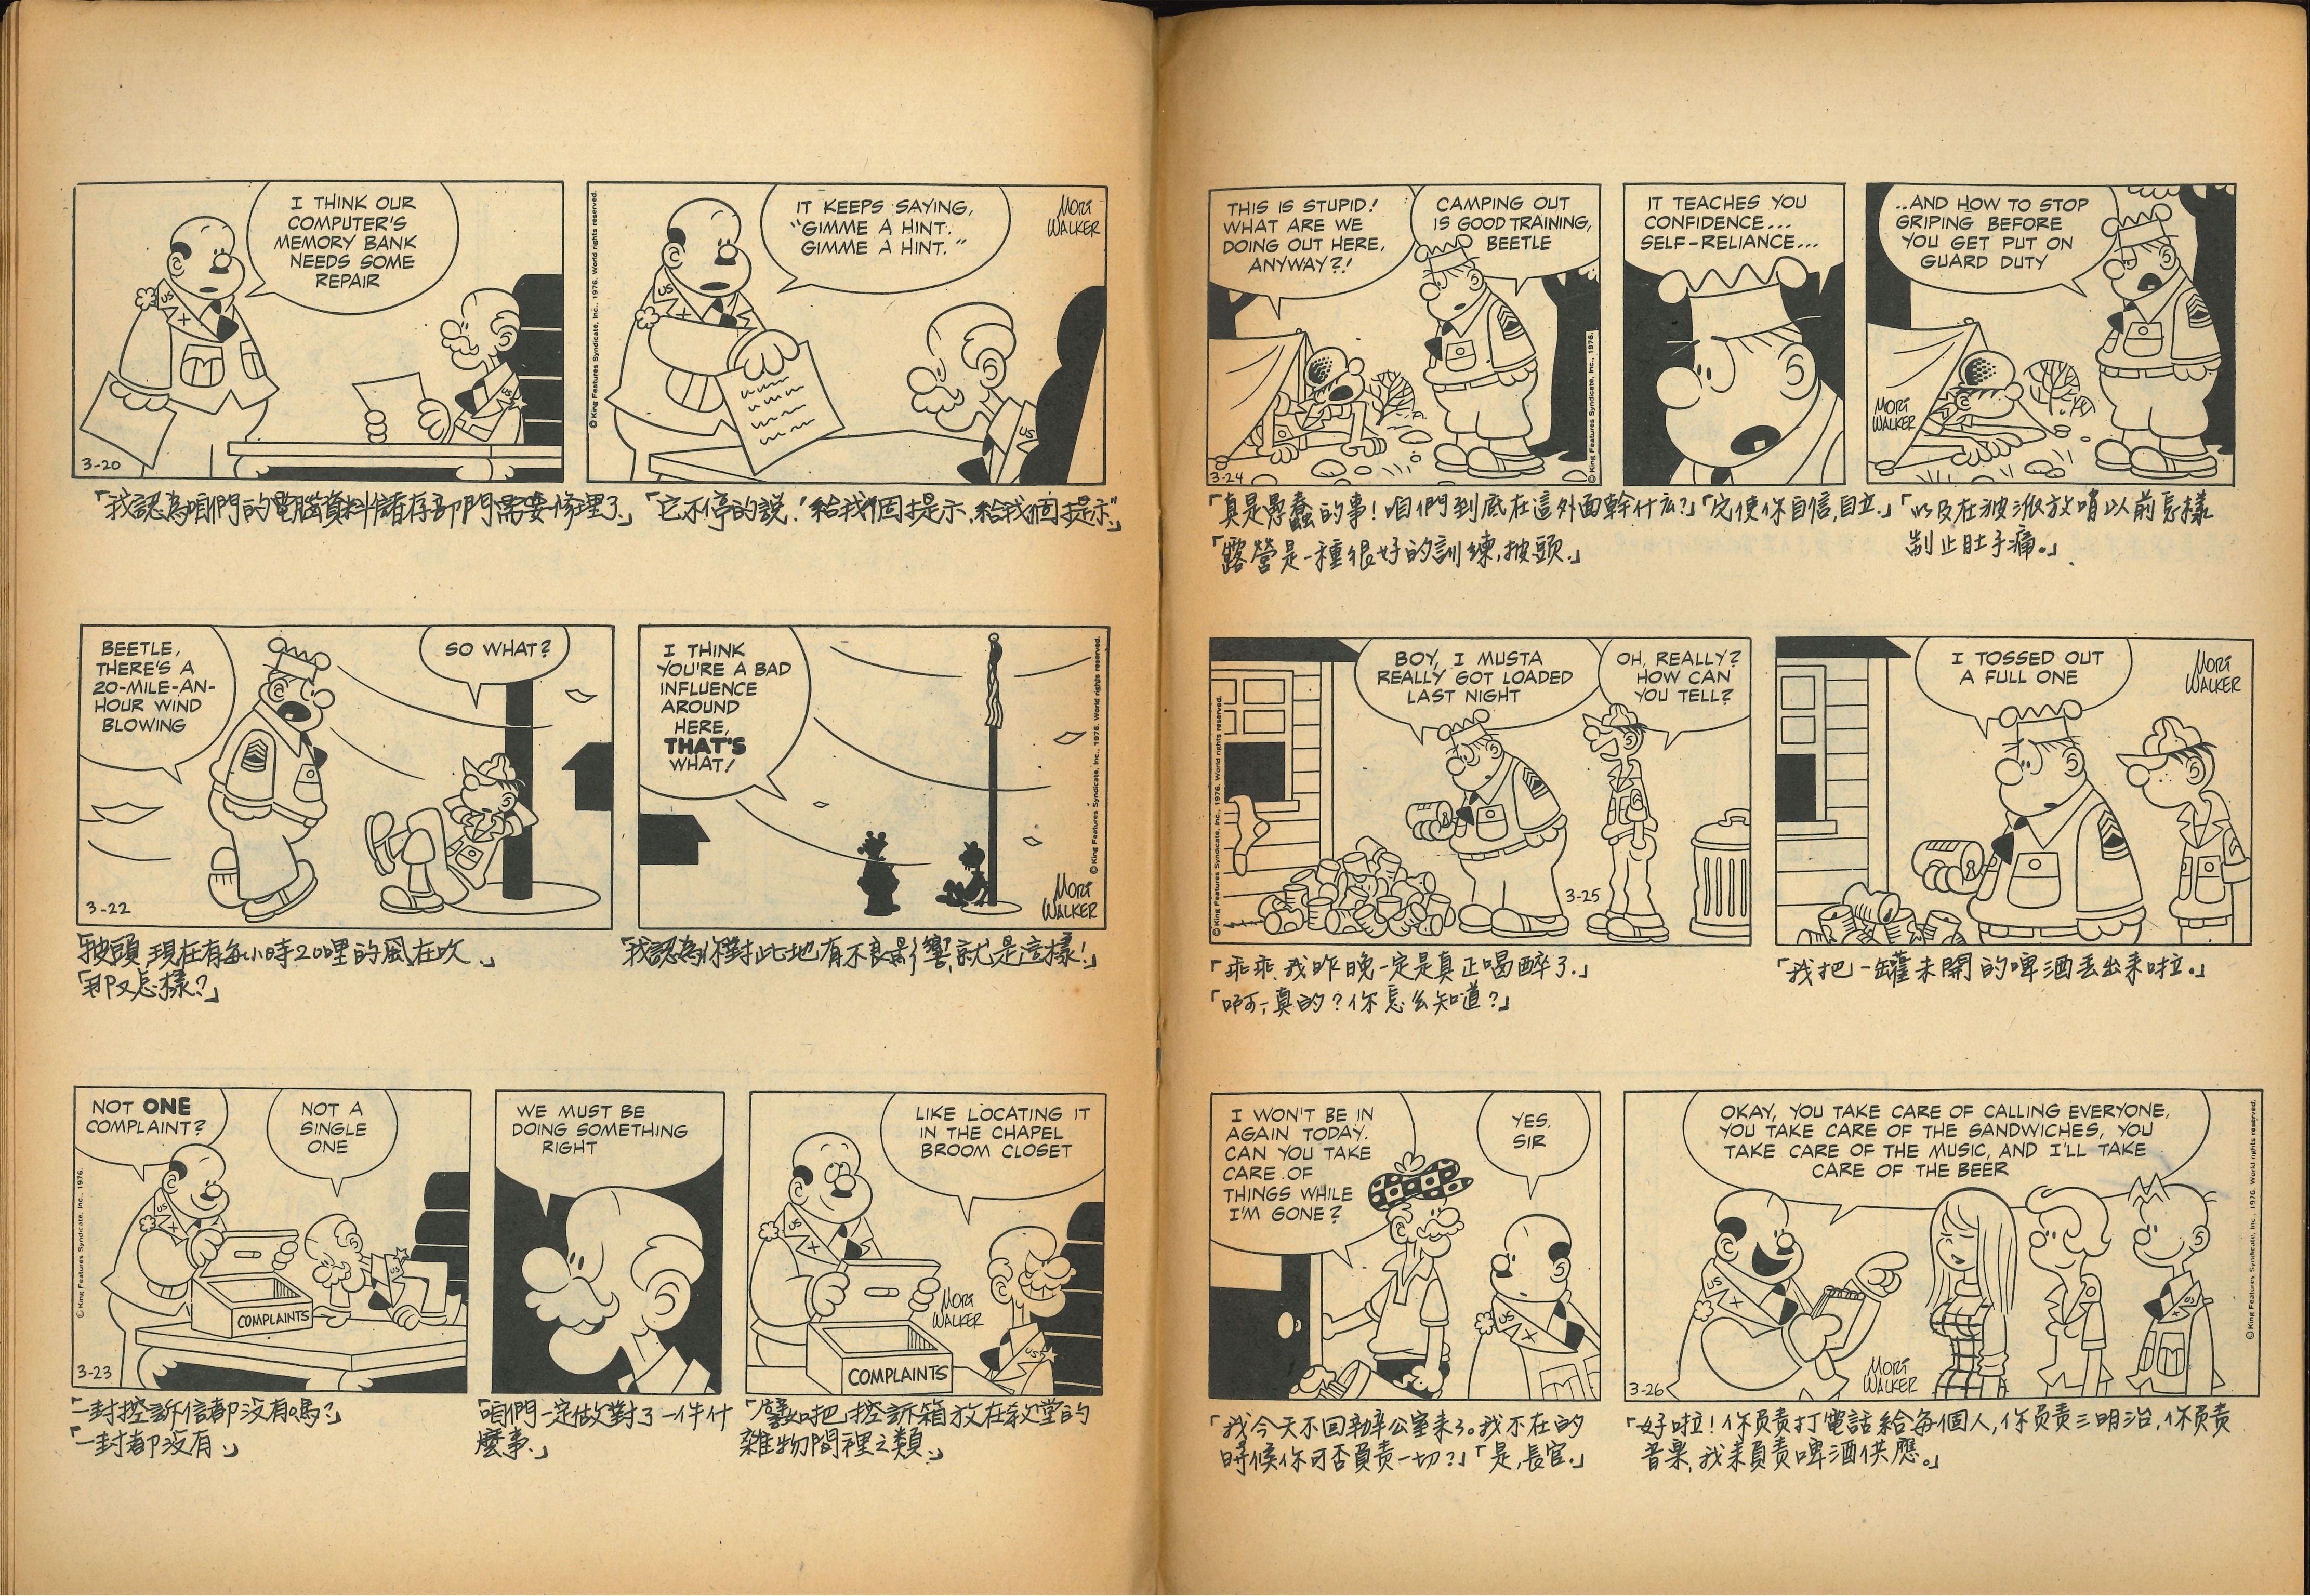 I THINK OUR
COMPUTER'S
MEMORY BANK
NEEDS SOME
REPAIR
US
3-20
© King Features Syndicate, Inc., 1976. World rights reserved.
IT KEEPS SAYING,
"GIMME A HINT.
GIMME A HINT."
MORT
WALKER
US
US
「我認為咱們的電腦資料儲存部門需要修理了.」
「它不停的說：'給我個提示.給我個提示'」
BEETLE,
THERE'S A
20-MILE-AN-
HOUR WIND
BLOWING
SO WHAT?
3-22
I THINK
YOU'RE A BAD
INFLUENCE
AROUND
HERE,
THAT'S
WHAT!
© King Features Syndicate, Inc., 1976. World rights reserved.
MORT
WALKER
「披頭,現在有每小時20哩的風在吹.」
「那又怎樣?」
「我認為你對此地有不良影響,就是這樣!」
NOT ONE
COMPLAINT?
NOT A
SINGLE
ONE
© King Features Syndicate, Inc., 1976.
US
US
COMPLAINTS
3-23
WE MUST BE
DOING SOMETHING
RIGHT
LIKE LOCATING IT
IN THE CHAPEL
BROOM CLOSET
US
MORT
WALKER
US
COMPLAINTS
「一封控訴信都沒有嗎?」
「一封都沒有.」
「咱們一定做對了一件什
麼事.」
「譬如把控訴箱放在教堂的
雜物間裡之類.」
THIS IS STUPID!
WHAT ARE WE
DOING OUT HERE,
ANYWAY?!
CAMPING OUT
IS GOOD TRAINING,
BEETLE
3-24
© King Features Syndicate, Inc., 1976.
IT TEACHES YOU
CONFIDENCE...
SELF-RELIANCE...
..AND HOW TO STOP
GRIPING BEFORE
YOU GET PUT ON
GUARD DUTY
MORT
WALKER
「真是愚蠢的事!咱們到底在這外面幹什么?」
「露營是一種很好的訓練,披頭.」
「它使你自信,自立.」
「以及在被派放哨以前怎樣
制止肚子痛。」
© King Features Syndicate, Inc., 1976. World rights reserved.
BOY, I MUSTA
REALLY GOT LOADED
LAST NIGHT
OH, REALLY?
HOW CAN
YOU TELL?
3-25
I TOSSED OUT
A FULL ONE
MORT
WALKER
「乖乖.我昨晚一定是真正喝醉了.」
「啊,真的?你怎么知道?」
「我把一罐未開的啤酒丟出來啦。」
I WON'T BE IN
AGAIN TODAY.
CAN YOU TAKE
CARE OF
THINGS WHILE
I'M GONE?
YES,
SIR
US
OKAY, YOU TAKE CARE OF CALLING EVERYONE,
YOU TAKE CARE OF THE SANDWICHES, YOU
TAKE CARE OF THE MUSIC, AND I'LL TAKE
CARE OF THE BEER
US
US
MORT
WALKER
3-26
© King Features Syndicate, Inc., 1976. World rights reserved.
「我今天不回辦公室來了。我不在的
時候你可否負责一切?」「是,長官.」
「好啦!你负责打電話給每個人,你负责三明治,你负责
音樂,我來負责啤酒供應。」